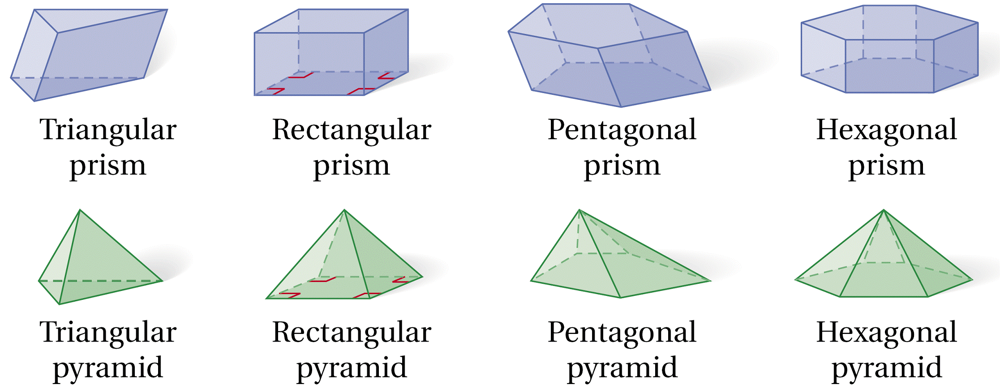 Triangular
prism
Rectangular
prism
Pentagonal
prism
Hexagonal
prism
Triangular
pyramid
Rectangular
pyramid
Pentagonal
pyramid
Hexagonal
pyramid